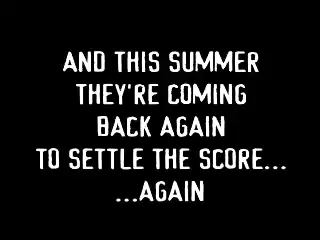 AND THIS SUMMER
THEY'RE COMING
BACK AGAIN
TO SETTLE THE SCORE...
...AGAIN